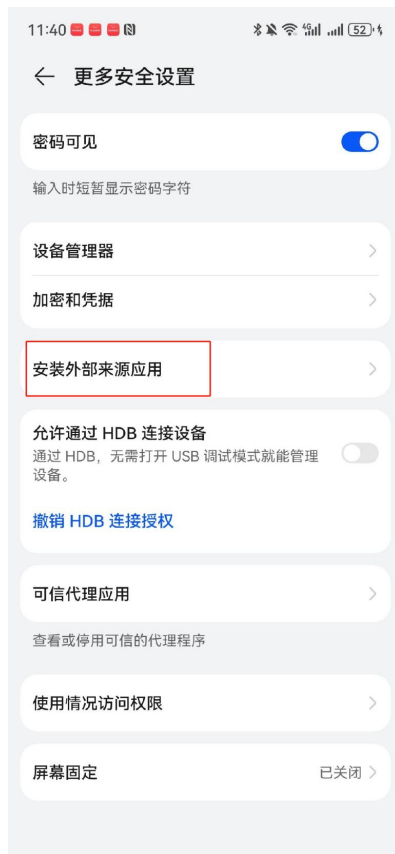 11:40 4G 52
更多安全设置
密码可见
输入时短暂显示密码字符
设备管理器
加密和凭据
安装外部来源应用
允许通过 HDB 连接设备
通过 HDB，无需打开 USB 调试模式就能管理
设备。
撤销 HDB 连接授权
可信代理应用
查看或停用可信的代理程序
使用情况访问权限
屏幕固定 已关闭